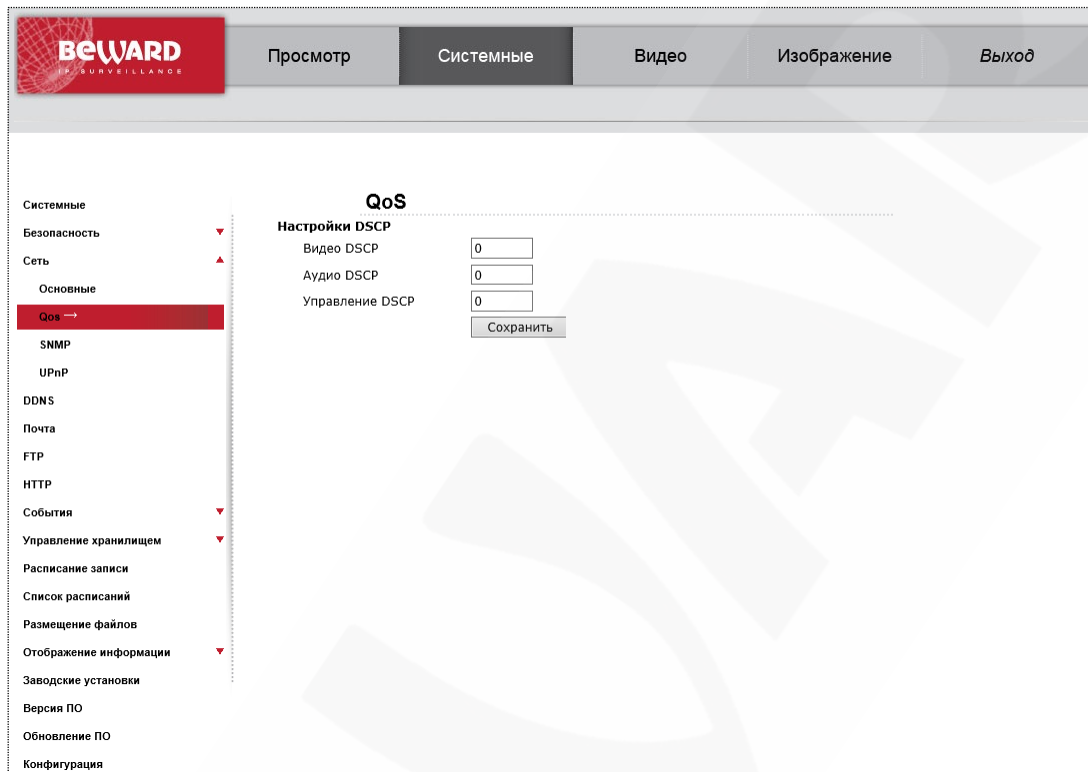 BEWARD
IP SURVEILLANCE
Просмотр
Системные
Видео
Изображение
Выход
Системные
Безопасность
Сеть
Основные
Qos →
SNMP
UPnP
DDNS
Почта
FTP
HTTP
События
Управление хранилищем
Расписание записи
Список расписаний
Размещение файлов
Отображение информации
Заводские установки
Версия ПО
Обновление ПО
Конфигурация
QoS
Настройки DSCP
Видео DSCP 0
Аудио DSCP 0
Управление DSCP 0
Сохранить